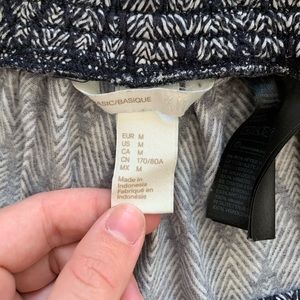 BASIC/BASIQUE
EUR M
US M
CA M
CN 170/80A
MX M
Made in
Indonesia
Fabriqué en
Indonésie